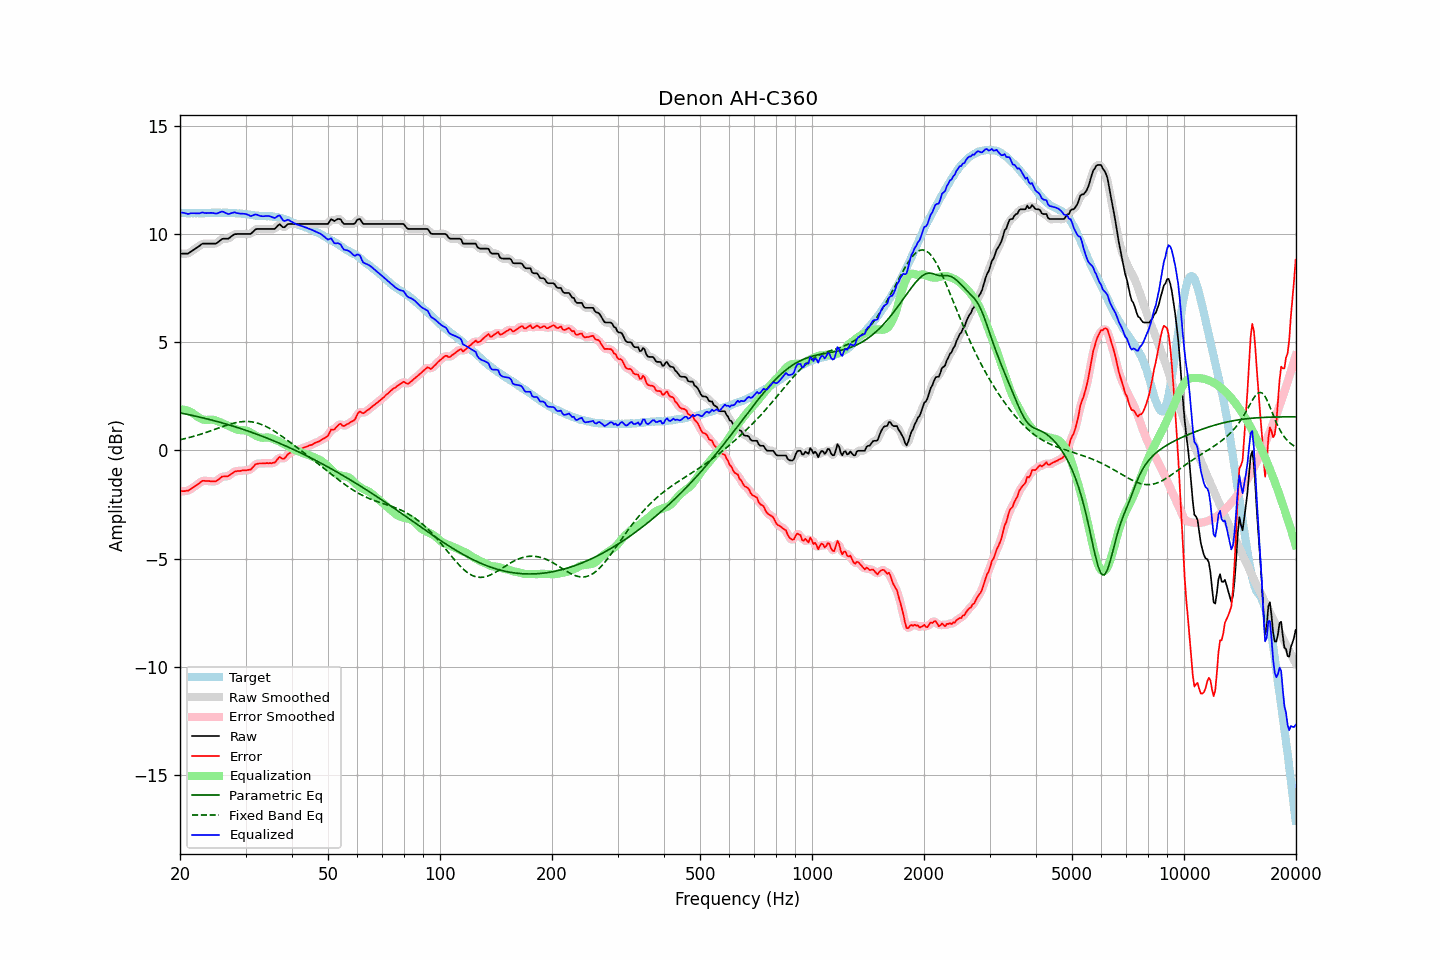 Denon AH-C360
Amplitude (dBr)
15
10
5
0
−5
−10
−15
Target
Raw Smoothed
Error Smoothed
Raw
Error
Equalization
Parametric Eq
Fixed Band Eq
Equalized
20 50 100 200 500 1000 2000 5000 10000 20000
Frequency (Hz)